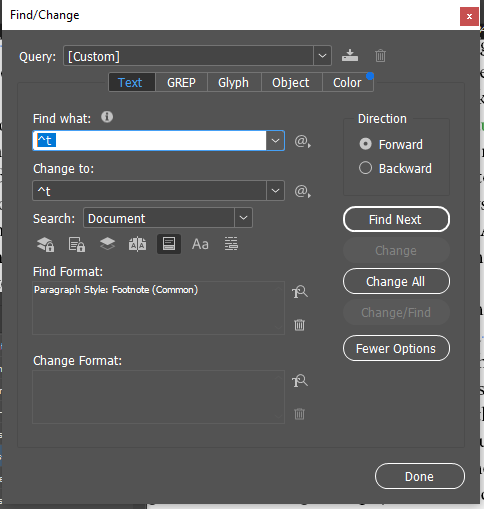 Find/Change
x
Query: [Custom]
Text GREP Glyph Object Color
Find what:
^t
@
Direction
Forward
Backward
Change to:
^t
@
Search: Document
Aa
Find Format:
Paragraph Style: Footnote (Common)
Change Format:
Find Next
Change
Change All
Change/Find
Fewer Options
Done